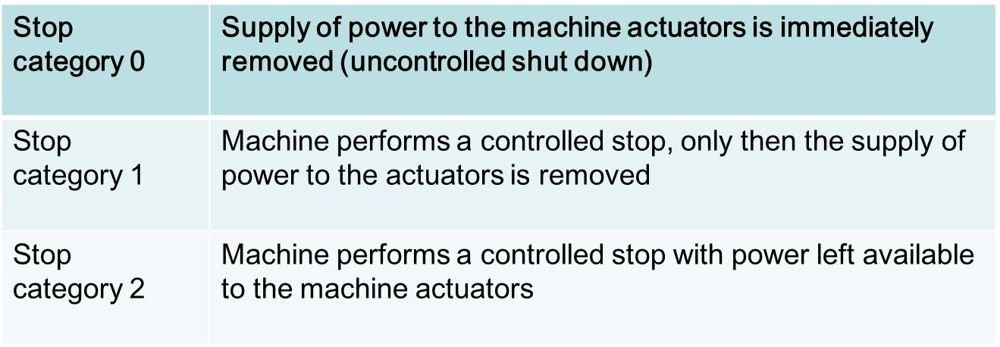 Stop
category 0
Supply of power to the machine actuators is immediately
removed (uncontrolled shut down)
Stop
category 1
Machine performs a controlled stop, only then the supply of
power to the actuators is removed
Stop
category 2
Machine performs a controlled stop with power left available
to the machine actuators